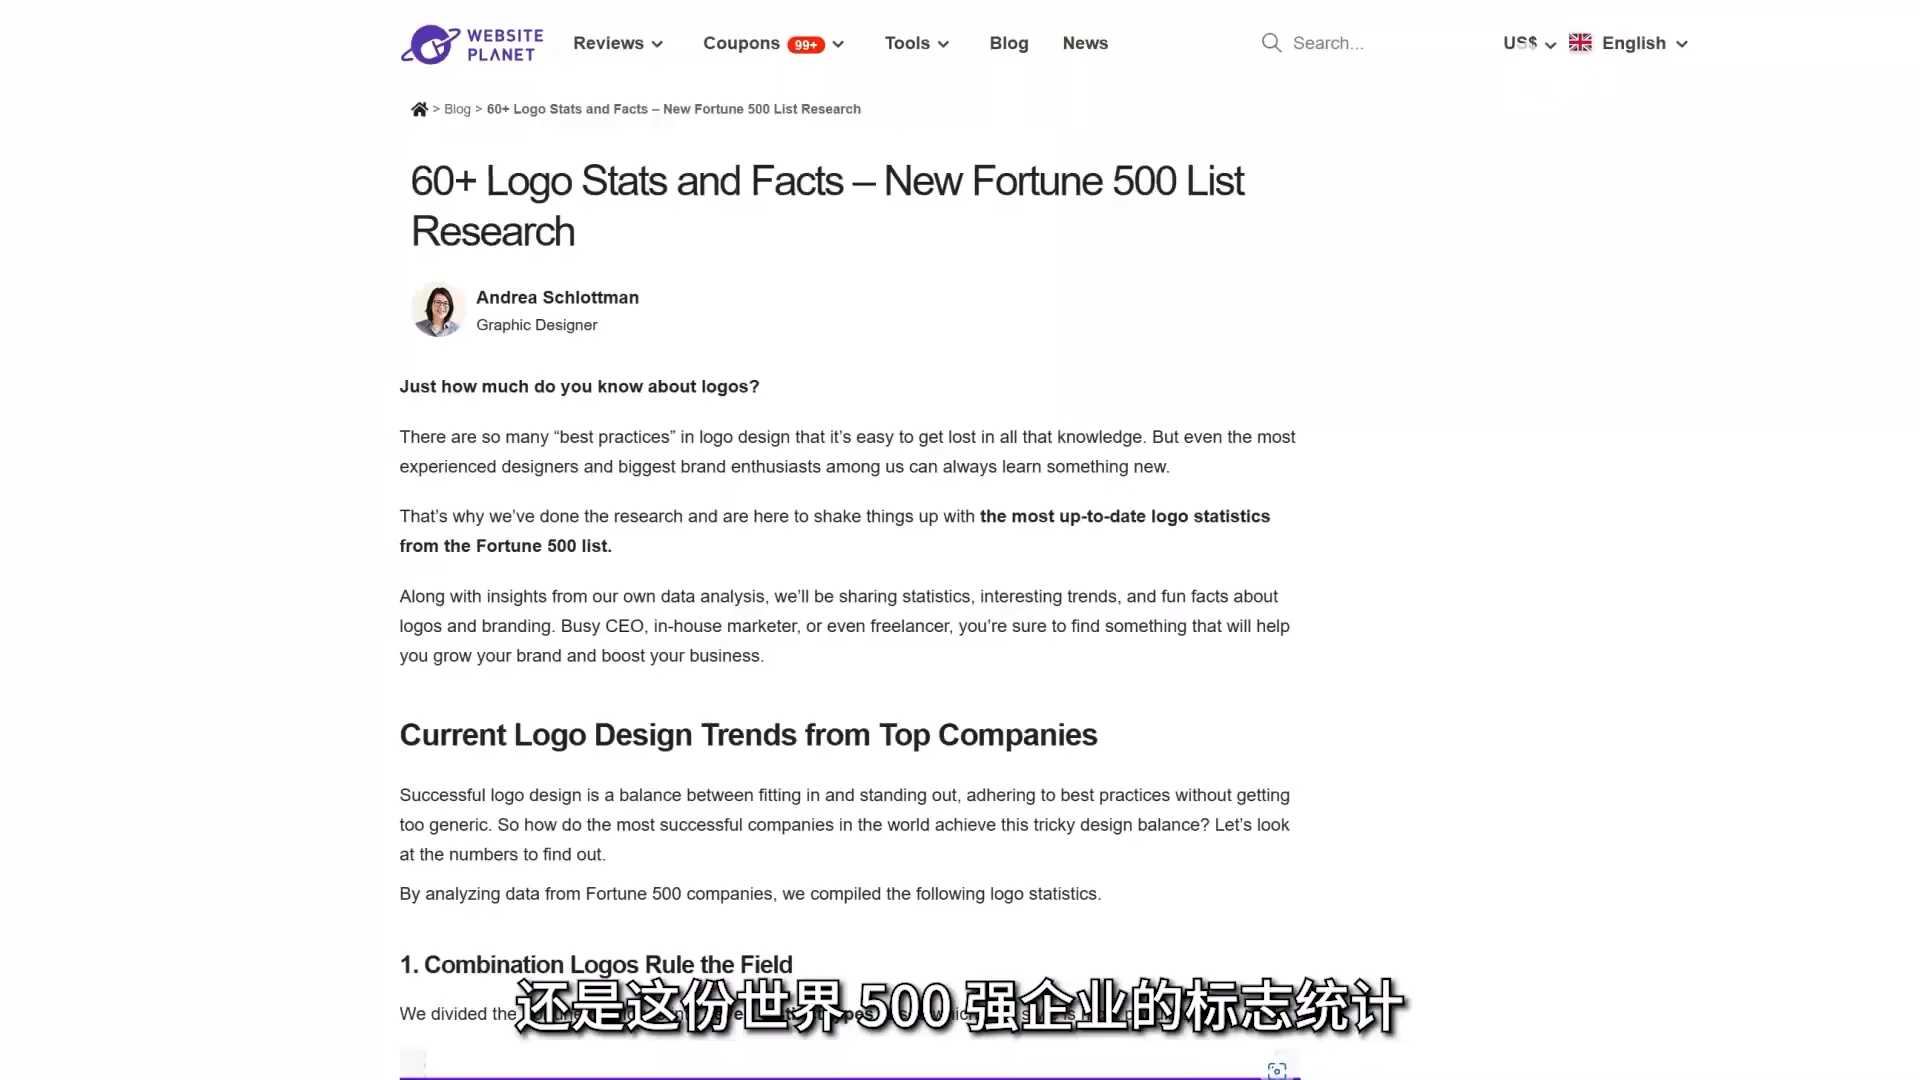 WEBSITE PLANET
Reviews
Coupons 99+
Tools
Blog
News
Search...
US$
English
> Blog > 60+ Logo Stats and Facts – New Fortune 500 List Research
60+ Logo Stats and Facts – New Fortune 500 List
Research
Andrea Schlottman
Graphic Designer
Just how much do you know about logos?
There are so many “best practices” in logo design that it’s easy to get lost in all that knowledge. But even the most
experienced designers and biggest brand enthusiasts among us can always learn something new.
That’s why we’ve done the research and are here to shake things up with the most up-to-date logo statistics
from the Fortune 500 list.
Along with insights from our own data analysis, we’ll be sharing statistics, interesting trends, and fun facts about
logos and branding. Busy CEO, in-house marketer, or even freelancer, you’re sure to find something that will help
you grow your brand and boost your business.
Current Logo Design Trends from Top Companies
Successful logo design is a balance between fitting in and standing out, adhering to best practices without getting
too generic. So how do the most successful companies in the world achieve this tricky design balance? Let’s look
at the numbers to find out.
By analyzing data from Fortune 500 companies, we compiled the following logo statistics.
1. Combination Logos Rule the Field
We divided the
还是这份世界 500 强企业的标志统计